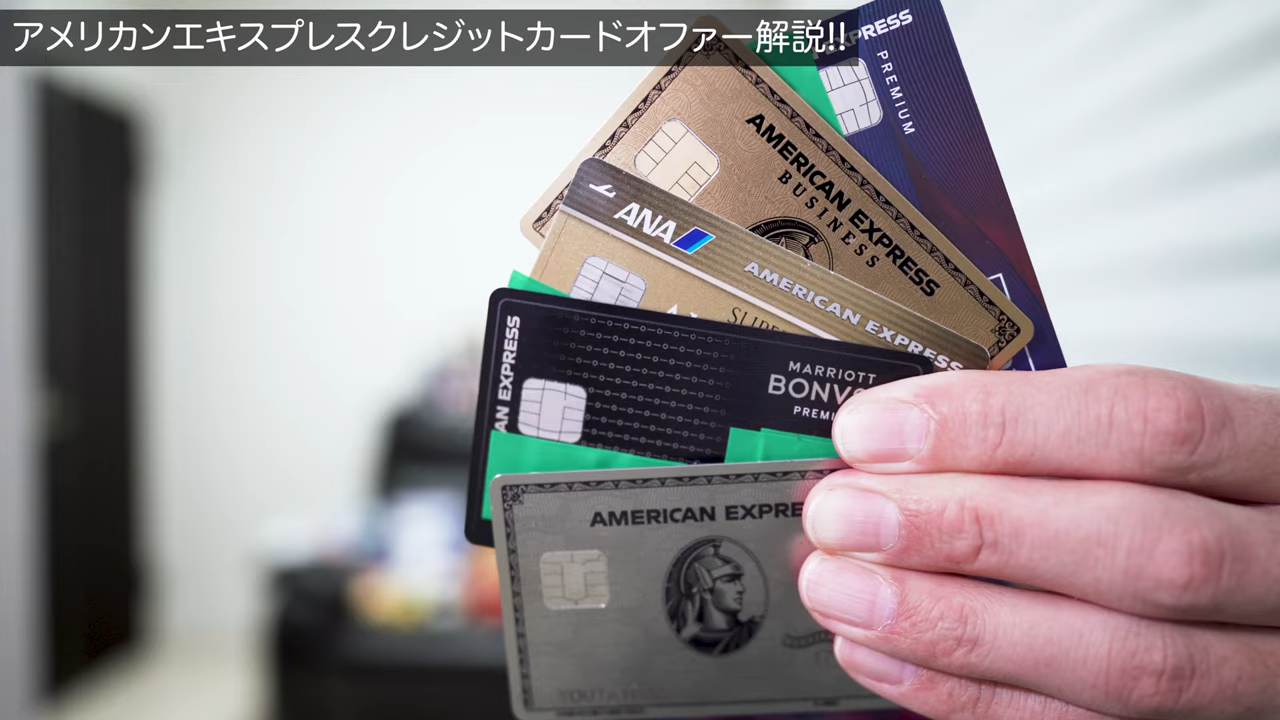 アメリカンエキスプレスクレジットカードオファー解説!!
EXPRESS
PREMIUM
AMERICAN EXPRESS
BUSINESS
ANA
AMERICAN EXPRESS
AN EXPRESS
MARRIOTT
BONV
PREMI
AMERICAN EXPRE